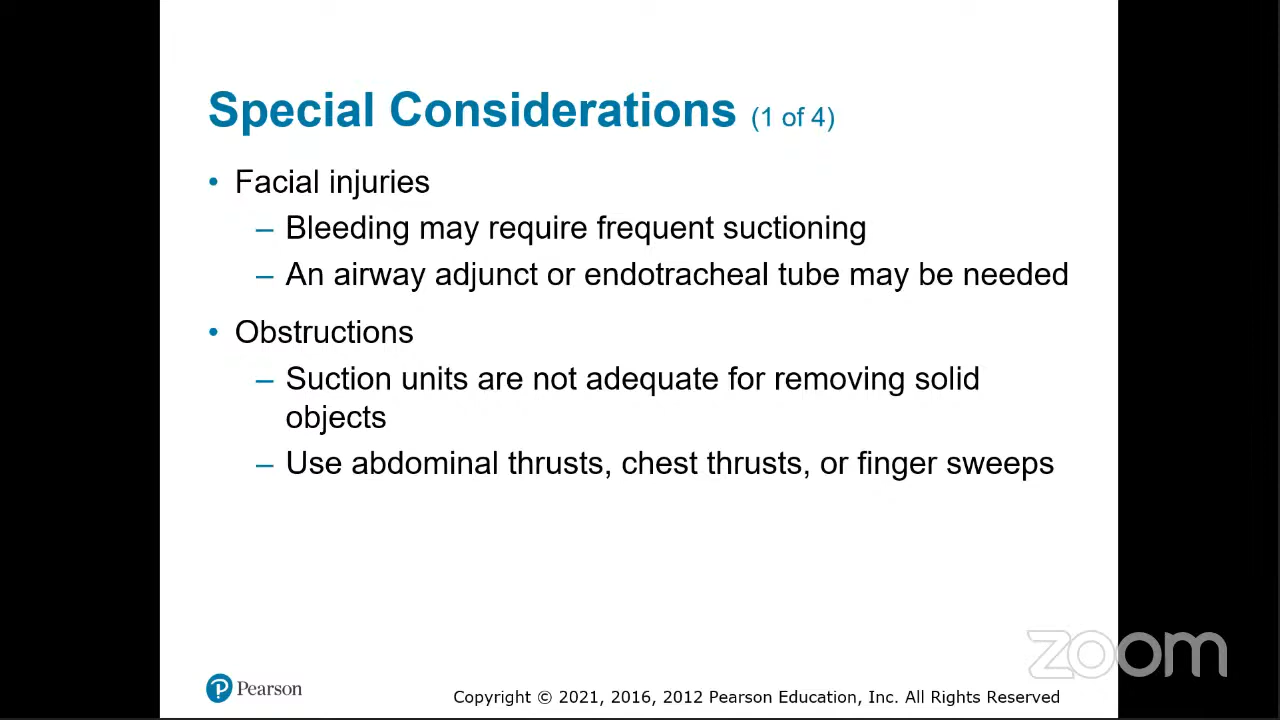 Special Considerations (1 of 4)
• Facial injuries
– Bleeding may require frequent suctioning
– An airway adjunct or endotracheal tube may be needed
• Obstructions
– Suction units are not adequate for removing solid
objects
– Use abdominal thrusts, chest thrusts, or finger sweeps
zoom
P Pearson
Copyright © 2021, 2016, 2012 Pearson Education, Inc. All Rights Reserved